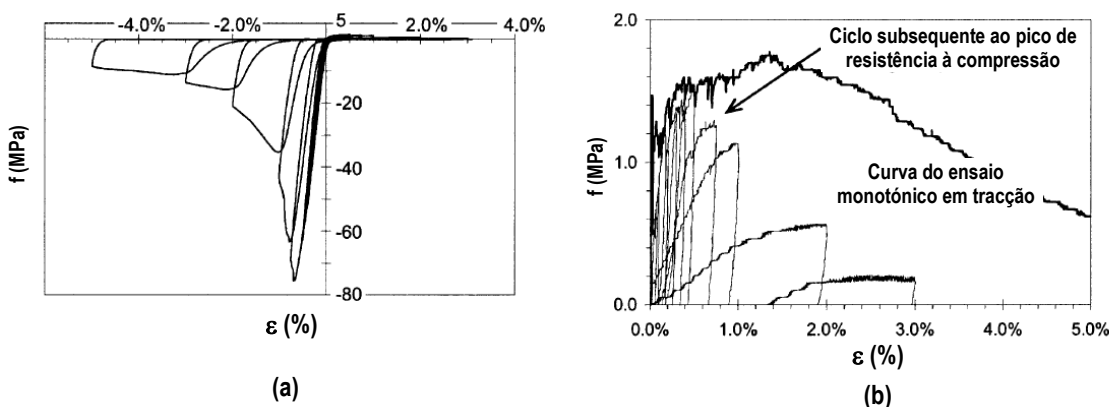 -4.0%
-2.0%
5
2.0%
4.0%
-20
-40
-60
-80
f (MPa)
ε (%)
(a)
2.0
1.0
0.0
f (MPa)
Ciclo subsequente ao pico de
resistência à compressão
Curva do ensaio
monotónico em tracção
0.0%
1.0%
2.0%
3.0%
4.0%
5.0%
ε (%)
(b)